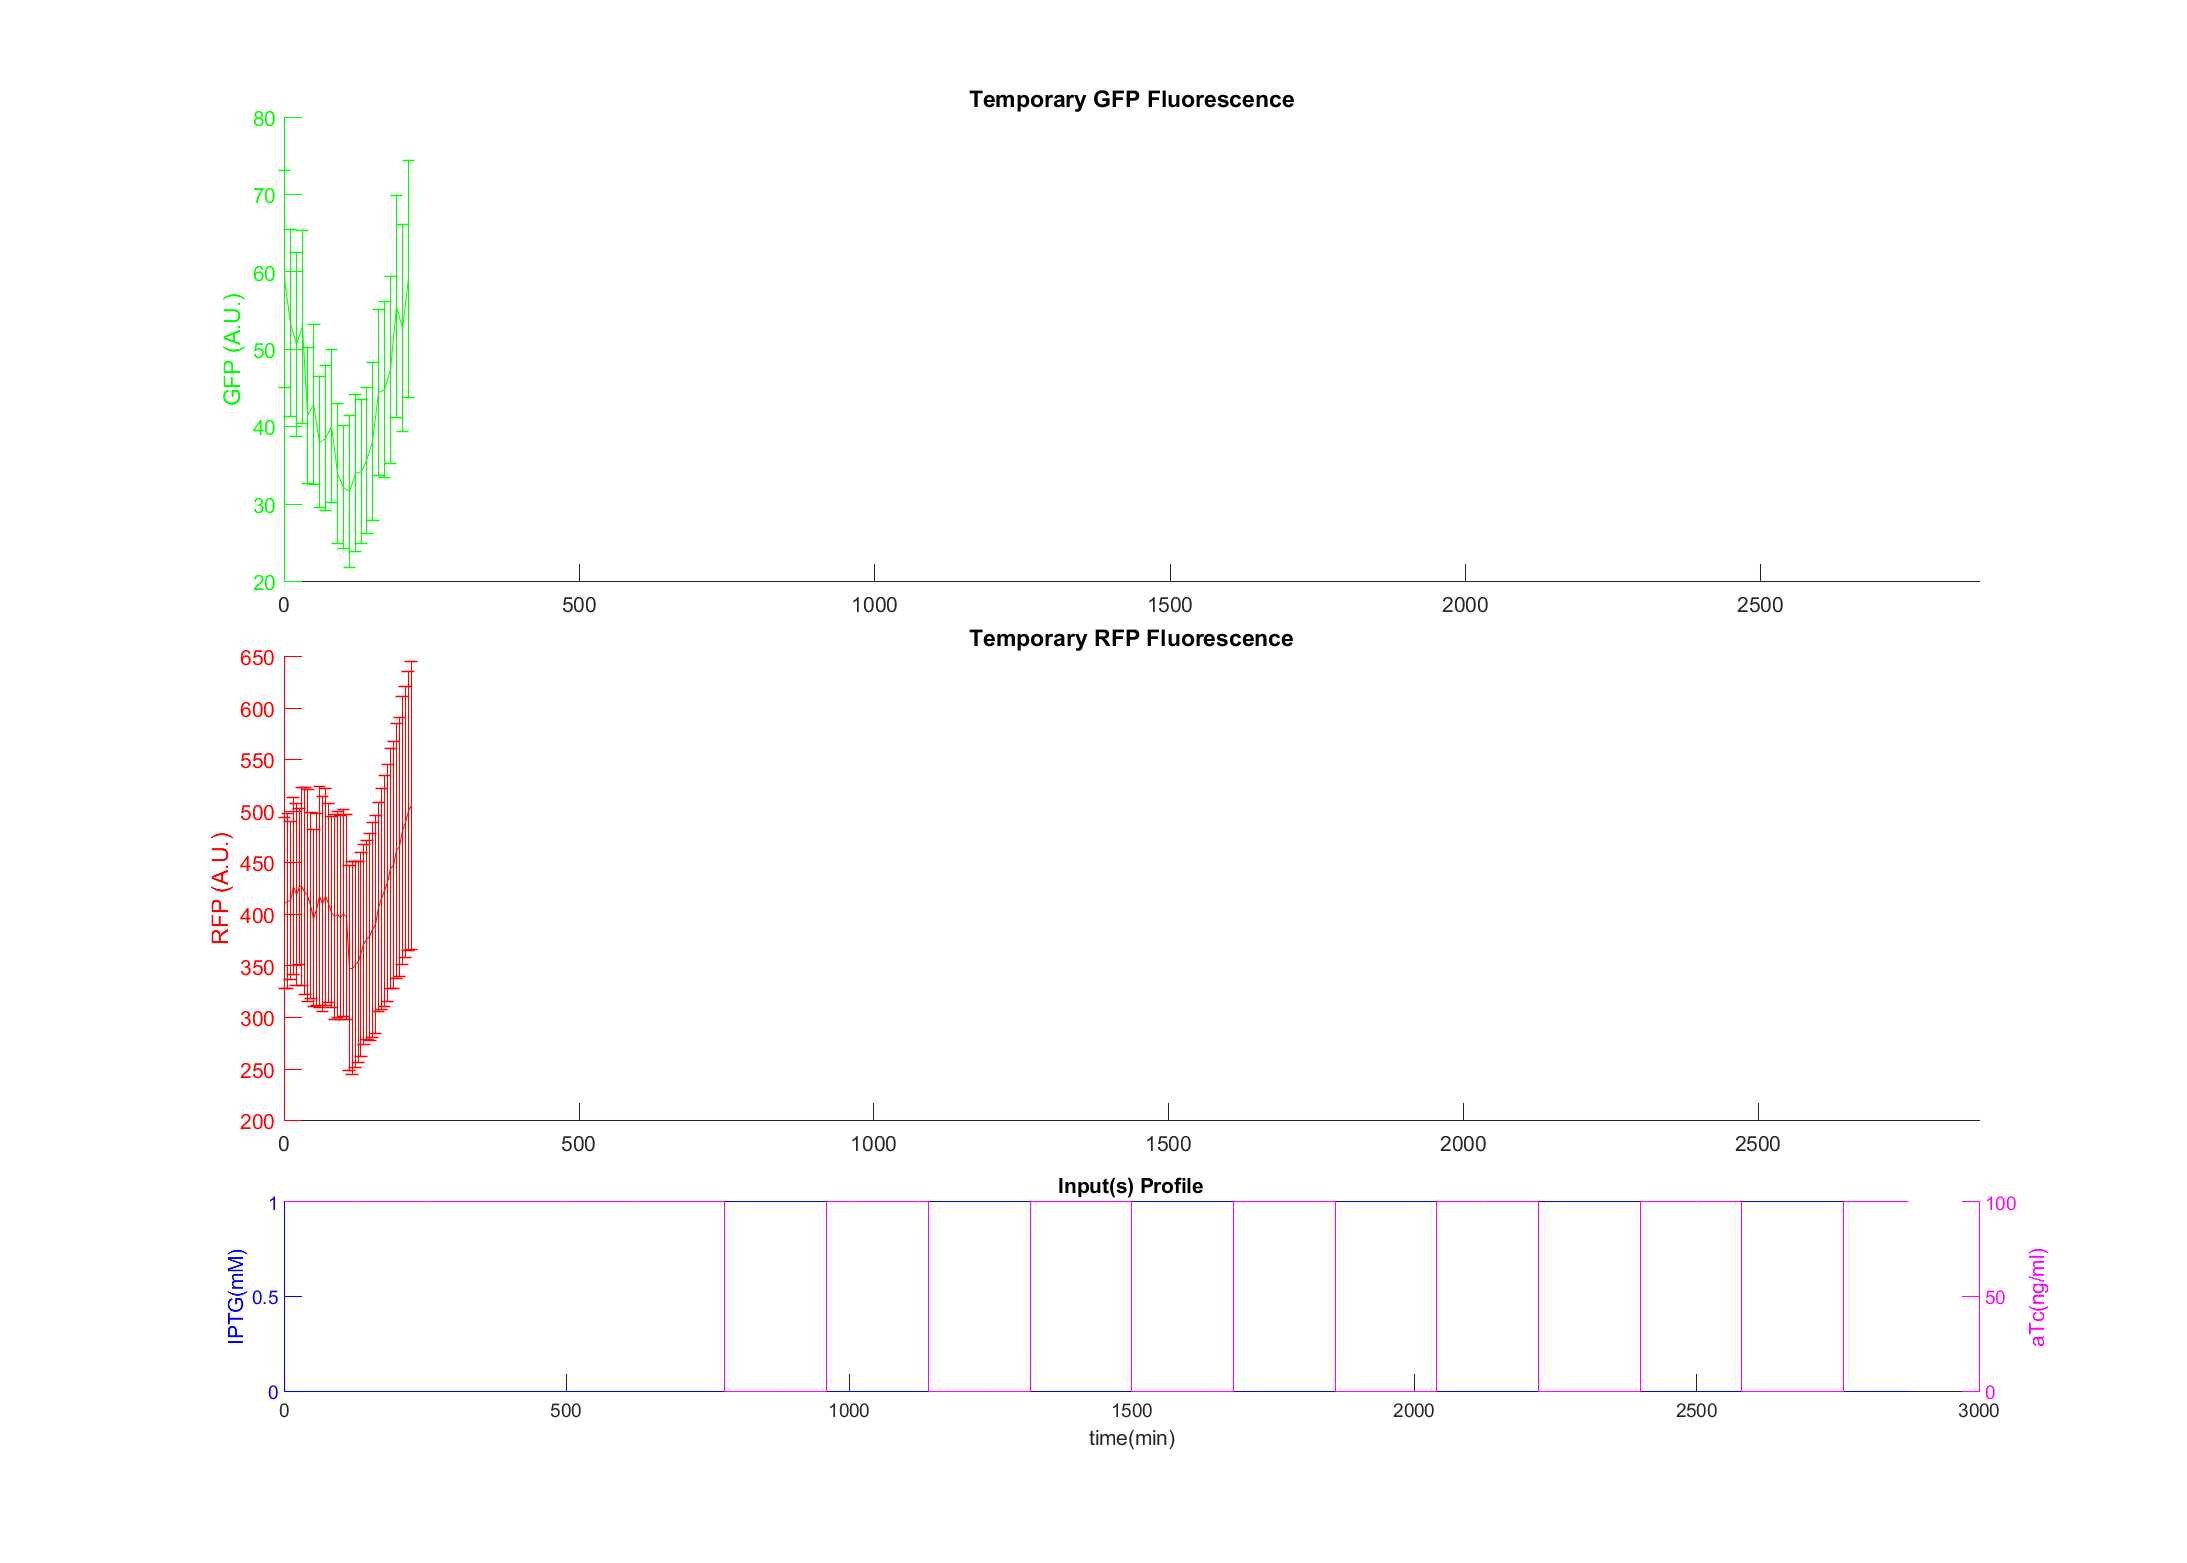 Temporary GFP Fluorescence
80
70
60
50
40
30
20
GFP (A.U.)
0 500 1000 1500 2000 2500
Temporary RFP Fluorescence
650
600
550
500
450
400
350
300
250
200
RFP (A.U.)
0 500 1000 1500 2000 2500
Input(s) Profile
1
0.5
0
IPTG(mM)
100
50
0
aTc(ng/ml)
0 500 1000 1500 2000 2500 3000
time(min)